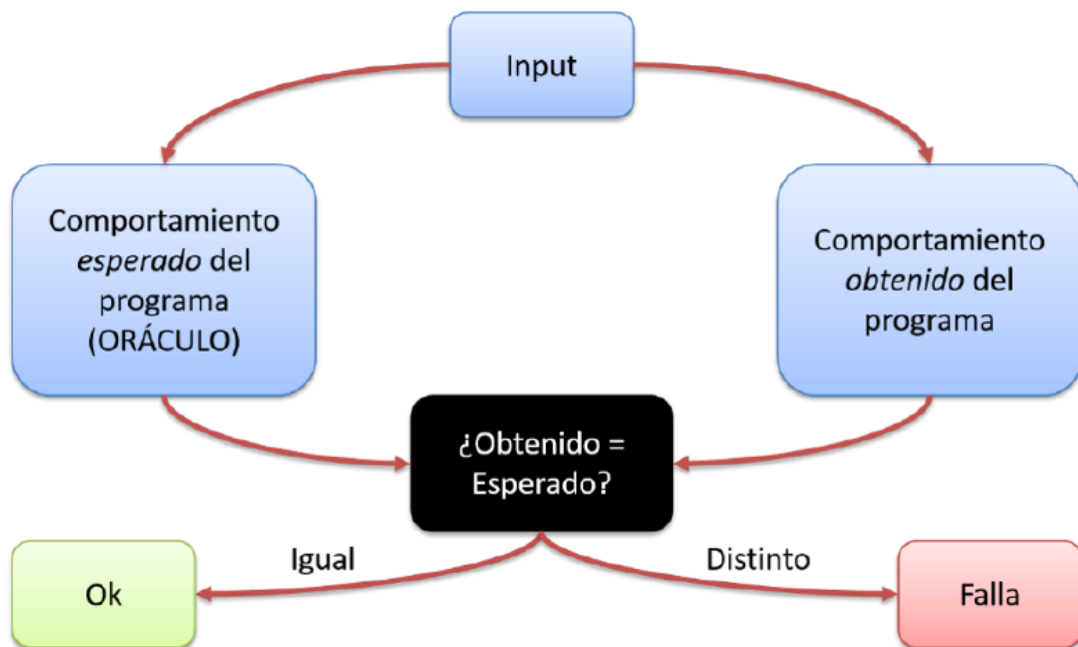 Input
Comportamiento
esperado del
programa
(ORÁCULO)
Comportamiento
obtenido del
programa
¿Obtenido =
Esperado?
Igual
Distinto
Ok
Falla